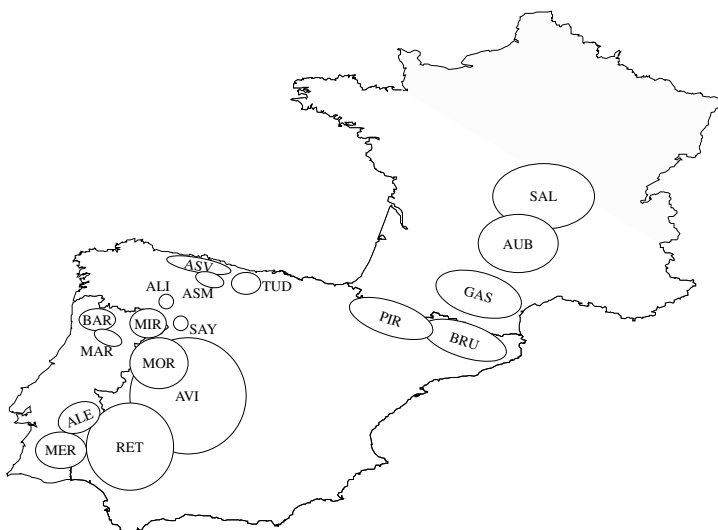 SAL
AUB
ASV
ALI
ASM
TUD
GAS
BAR
MIR
SAY
PIR
MAR
BRU
MOR
AVI
ALE
MER
RET